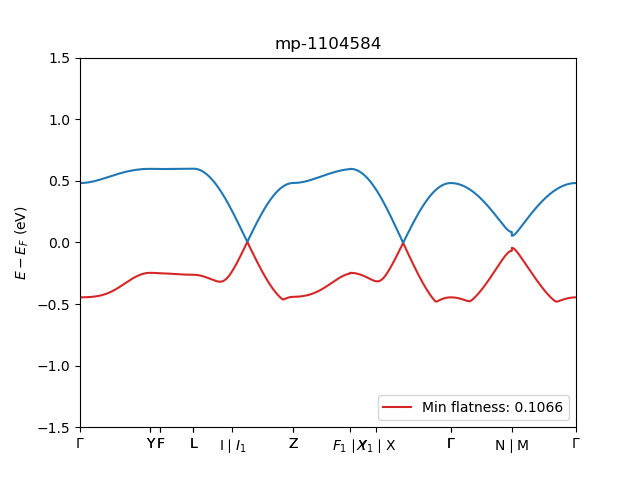 mp-1104584
E − E_F (eV)
1.5
1.0
0.5
0.0
−0.5
−1.0
−1.5
Min flatness: 0.1066
Γ Y F L I | I_1 Z F_1 | X_1 | X Γ N | M Γ